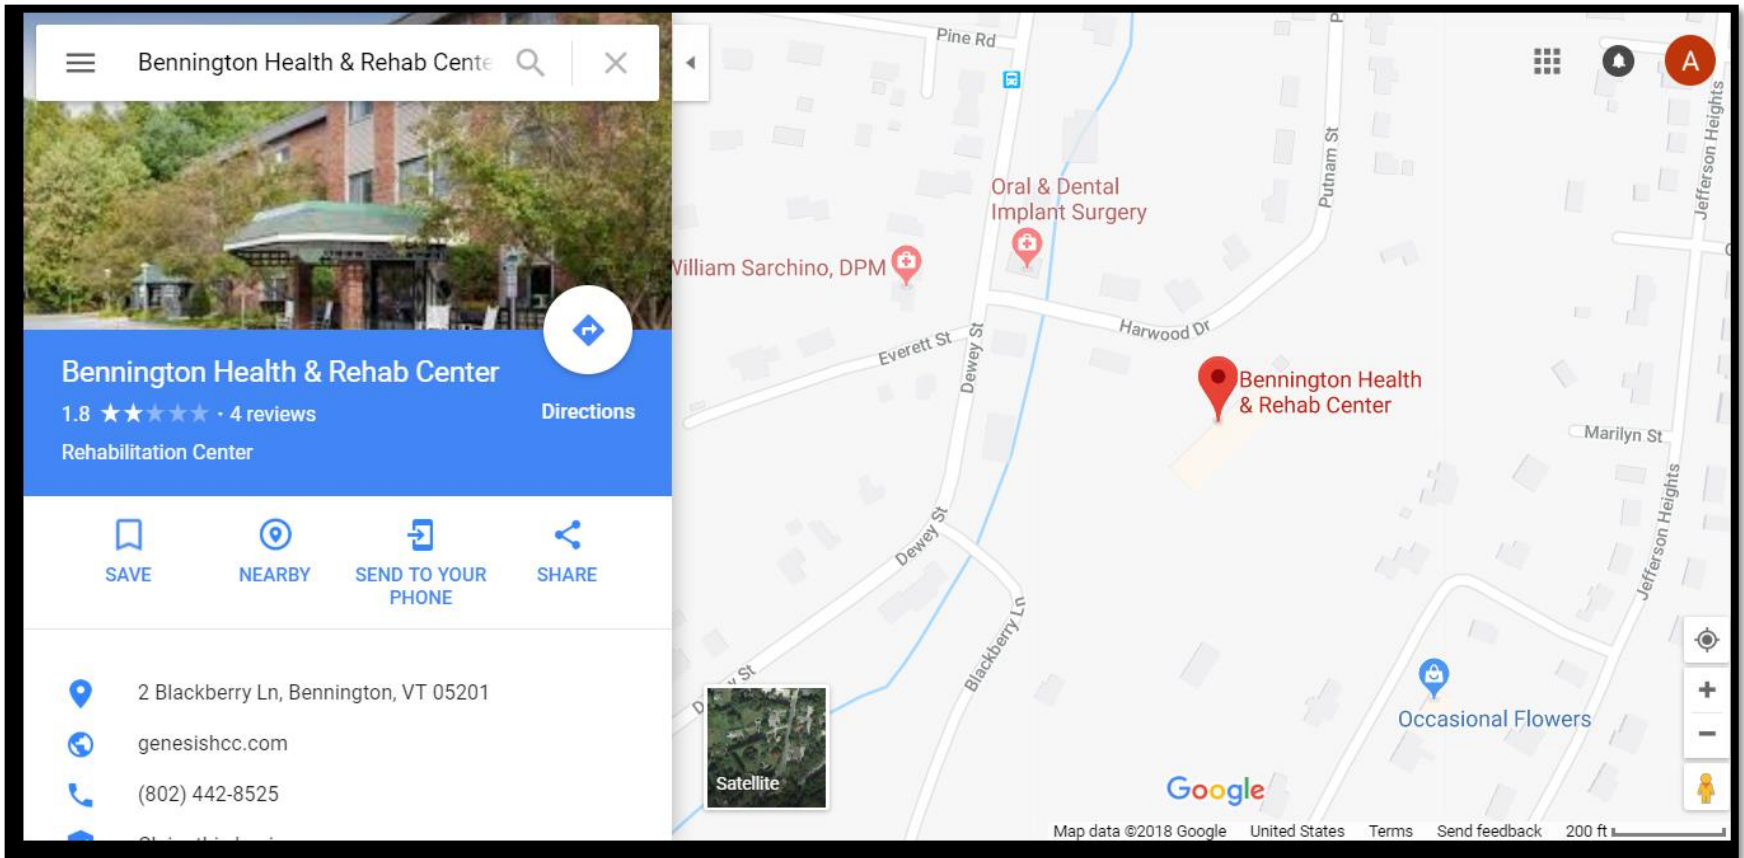 Bennington Health & Rehab Cente
Bennington Health & Rehab Center
1.8
· 4 reviews
Directions
Rehabilitation Center
SAVE
NEARBY
SEND TO YOUR
PHONE
SHARE
2 Blackberry Ln, Bennington, VT 05201
genesishcc.com
(802) 442-8525
Pine Rd
A
Jefferson Heights
Putnam St
Oral & Dental
Implant Surgery
William Sarchino, DPM
Harwood Dr
Everett St
Dewey St
Bennington Health
& Rehab Center
Marilyn St
Jefferson Heights
Dewey St
Blackberry Ln
Occasional Flowers
Satellite
Google
Map data ©2018 Google United States Terms Send feedback 200 ft